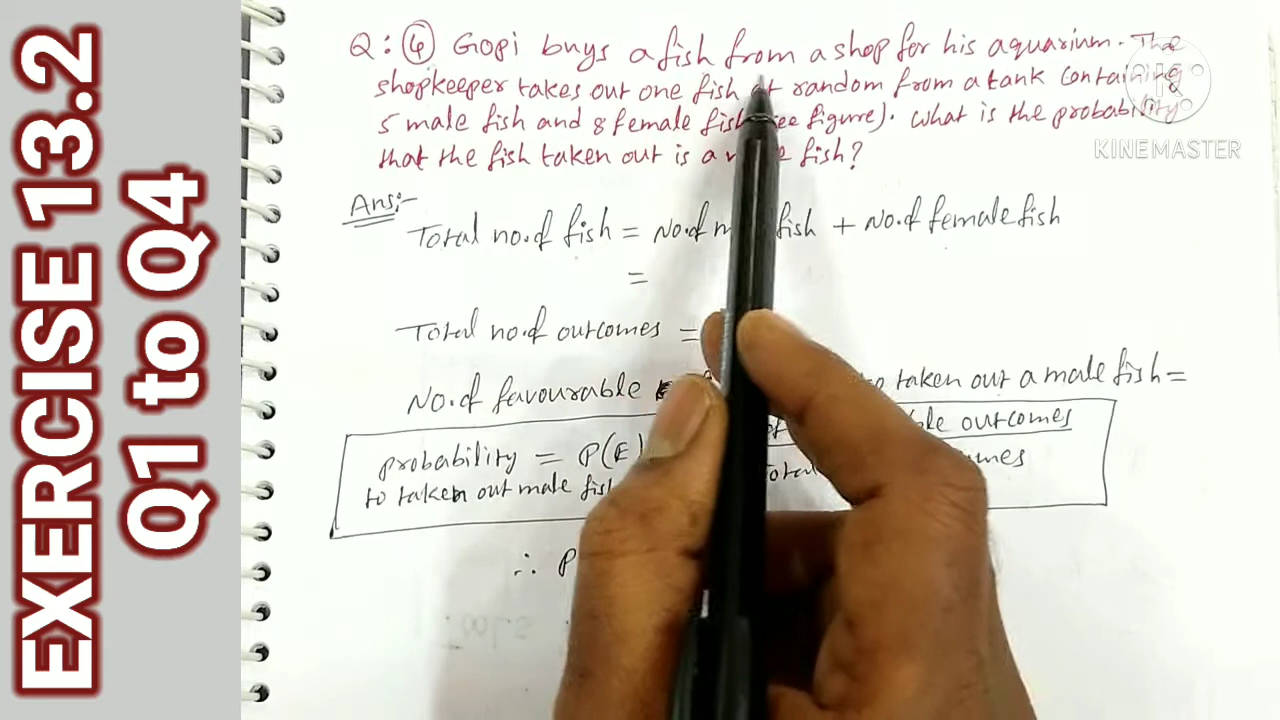 EXERCISE 13.2
Q1 to Q4
Q: 4 Gopi buys a fish from a shop for his aquarium. The
KINEMASTER
shopkeeper takes out one fish at random from a tank containing
5 male fish and 8 female fish see figure). What is the probability
that the fish taken out is a fish?
Ans:-
Total no.of fish = No.of fish + No.of female fish
=
Total no.of outcomes =
No.of favourable to taken out a male fish =
probability = P(E) outcomes
to taken out male fish
∴ P